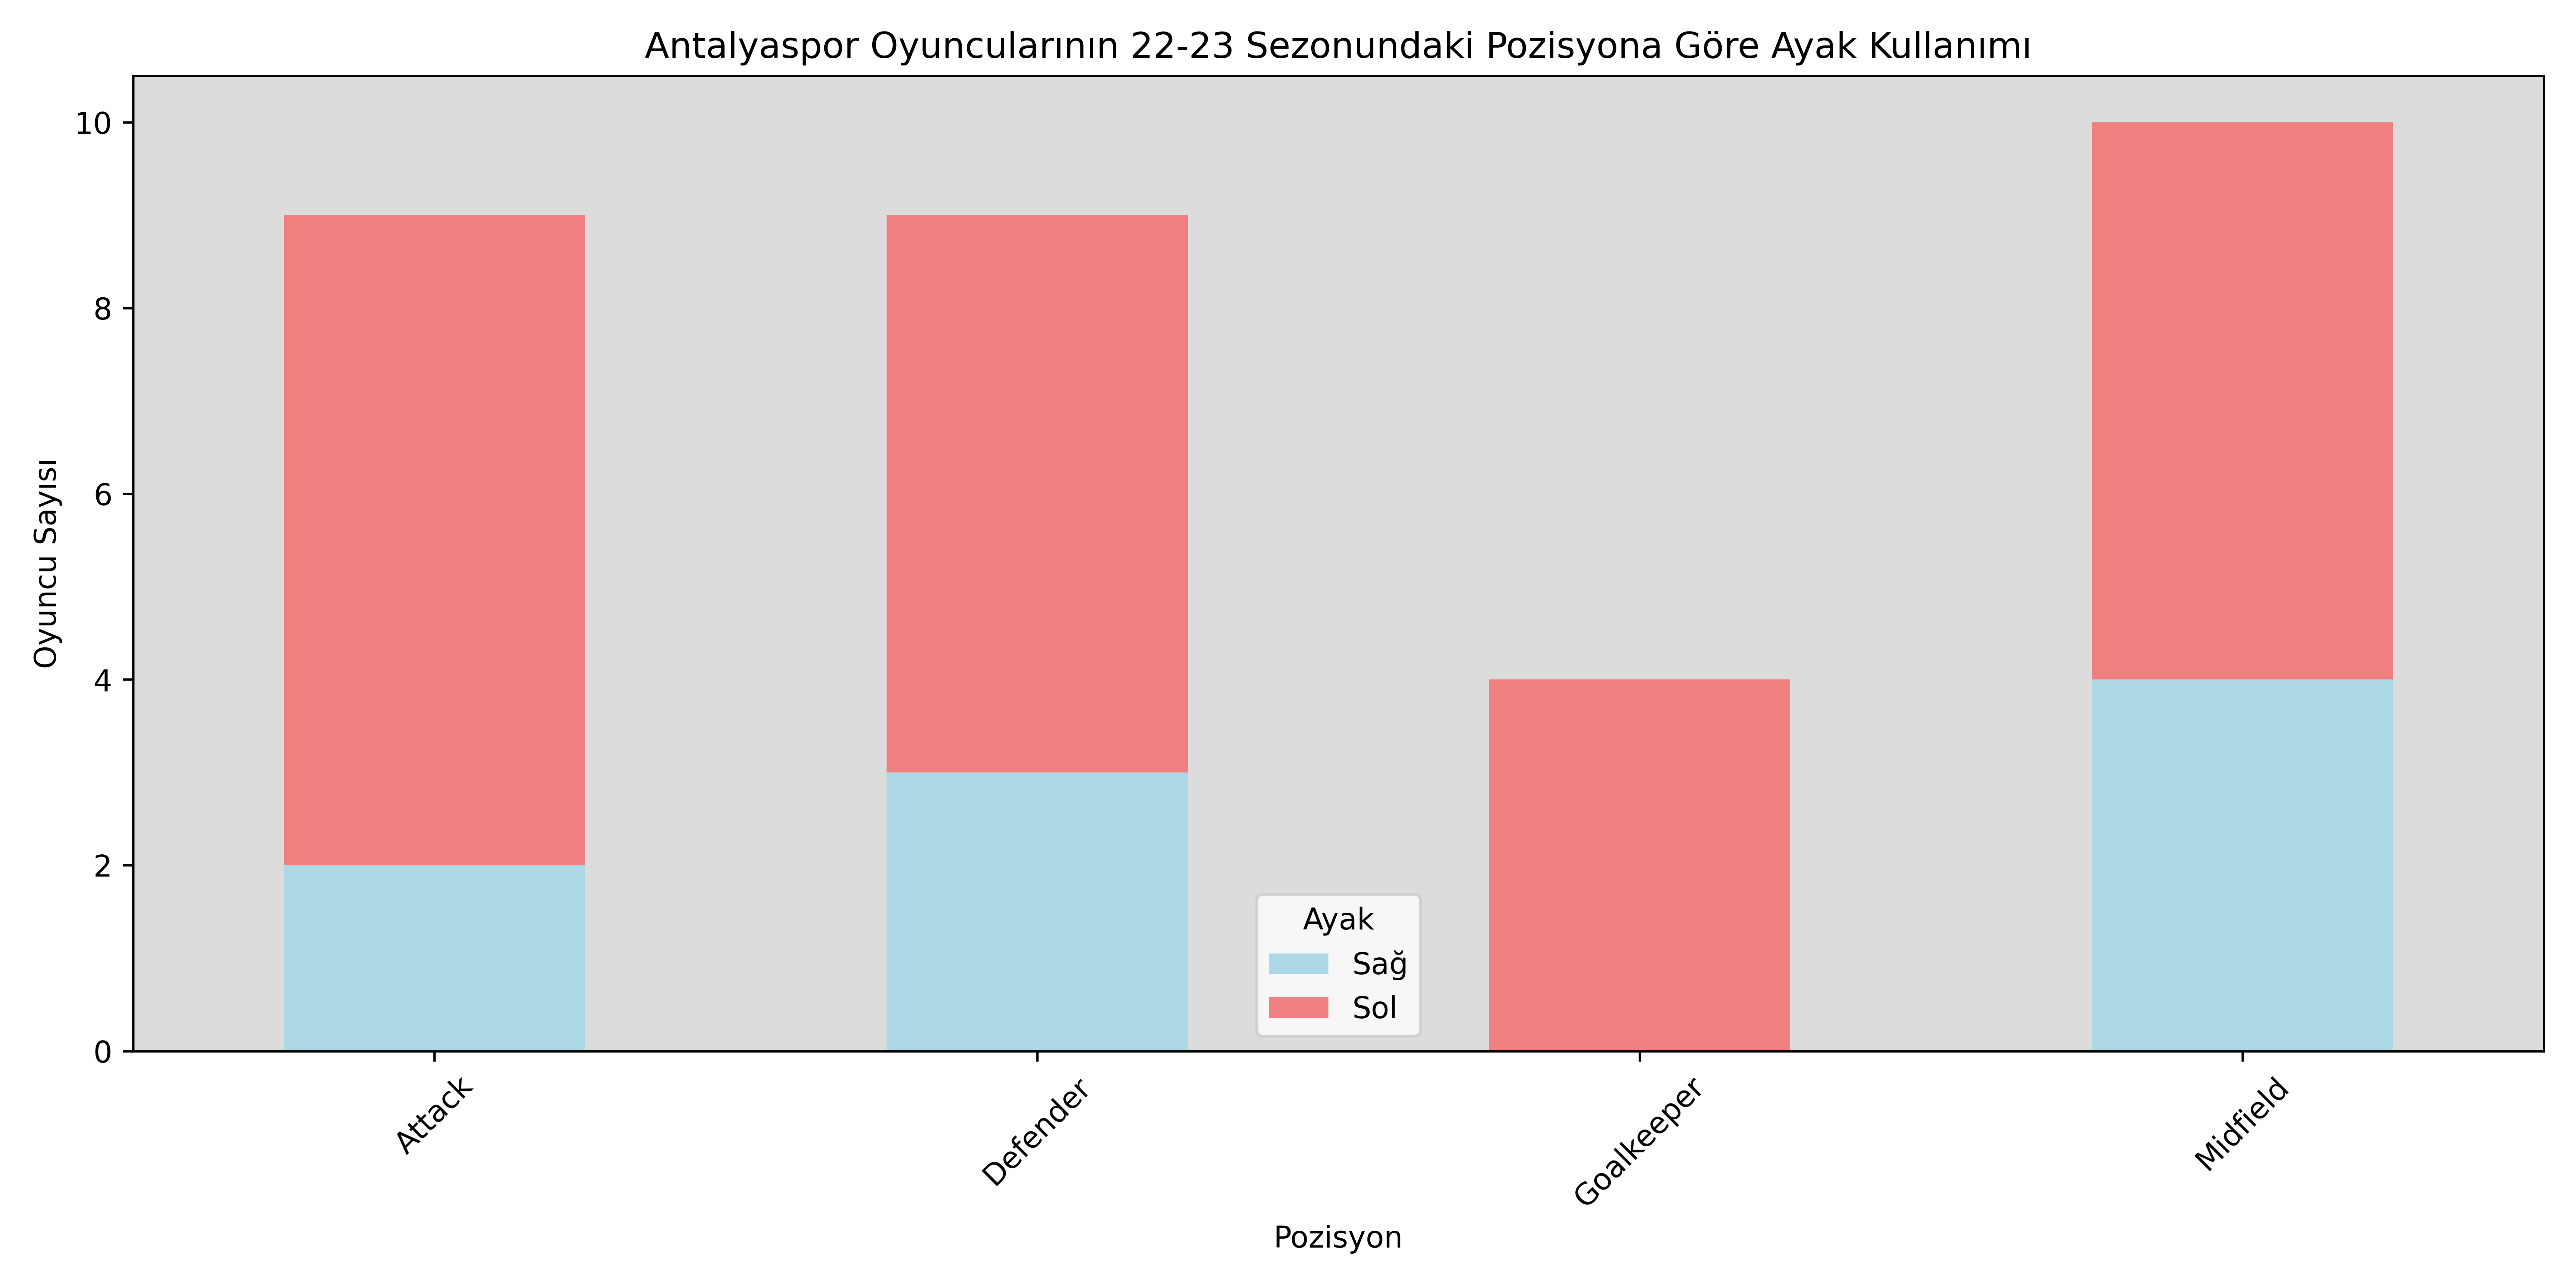 Antalyaspor Oyuncularının 22-23 Sezonundaki Pozisyona Göre Ayak Kullanımı
Oyuncu Sayısı
10
8
6
4
2
0
Ayak
Sağ
Sol
Attack
Defender
Goalkeeper
Midfield
Pozisyon